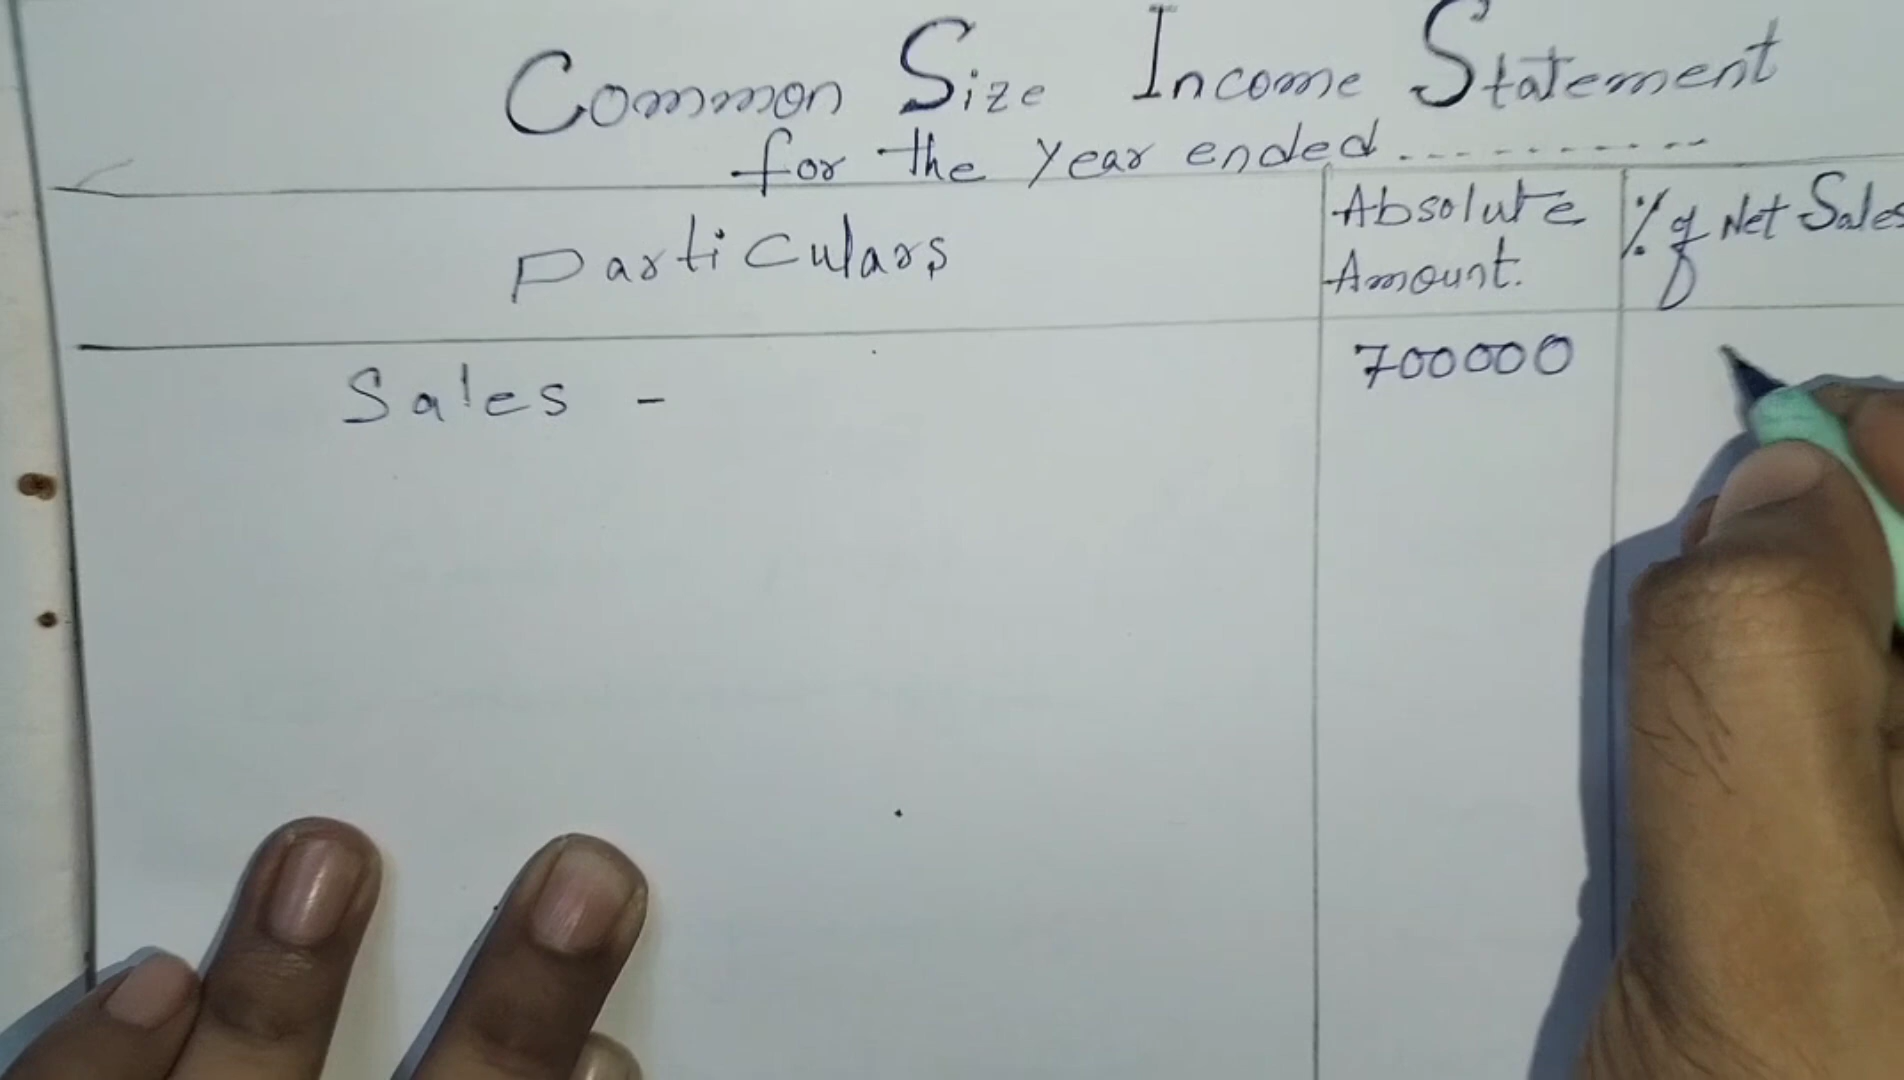 Common Size Income Statement
for the Year ended...........
Particulars
Absolute Amount.
% of Net Sales
Sales - 700000